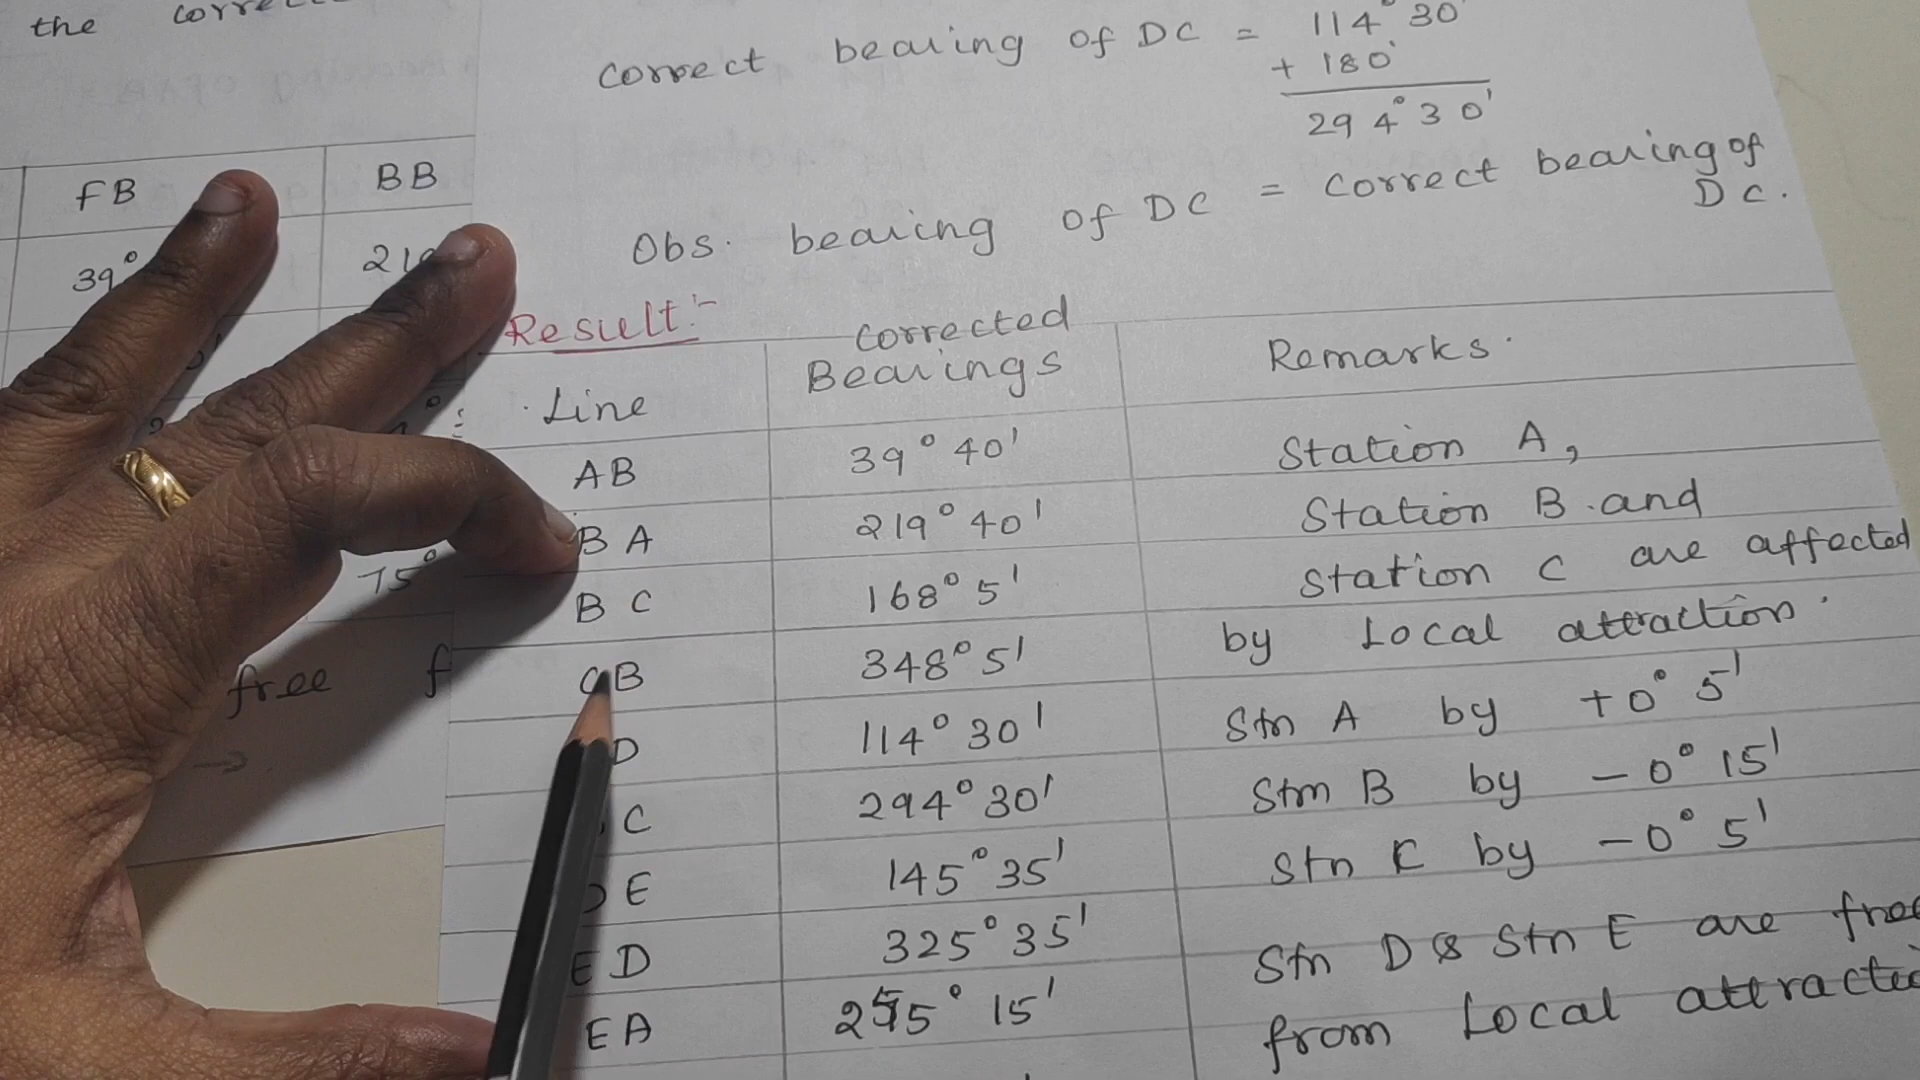 the
Correct bearing of DC = 114° 30'
+ 180°
294° 30'
Obs. bearing of DC = correct bearing of DC.
FB BB
39°
75°
free
Result:-
Line Corrected Bearings Remarks.
AB 39° 40' Station A,
BA 219° 40' Station B and
BC 168° 5' Station C are affected
CB 348° 5' by Local attraction.
D 114° 30' Stn A by +0° 5'
C 294° 30' Stn B by -0° 15'
DE 145° 35' Stn C by -0° 5'
ED 325° 35' Stn D & Stn E are
EA 15' from Local